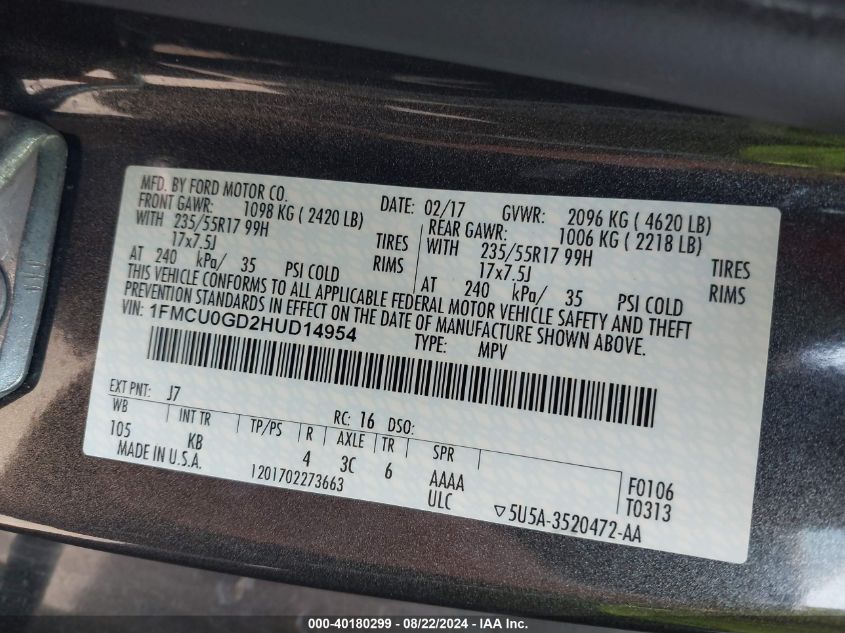 MFD. BY FORD MOTOR CO.
DATE: 02/17 GVWR: 2096 KG ( 4620 LB)
FRONT GAWR: 1098 KG ( 2420 LB)
WITH 235/55R17 99H TIRES
17x7.5J RIMS
AT 240 kPa/ 35 PSI COLD
REAR GAWR: 1006 KG ( 2218 LB)
WITH 235/55R17 99H TIRES
17x7.5J RIMS
AT 240 kPa/ 35 PSI COLD
THIS VEHICLE CONFORMS TO ALL APPLICABLE FEDERAL MOTOR VEHICLE SAFETY AND THEFT
PREVENTION STANDARDS IN EFFECT ON THE DATE OF MANUFACTURE SHOWN ABOVE.
VIN: 1FMCU0GD2HUD14954
TYPE: MPV
EXT PNT: J7 RC: 16 DSO:
WB INT TR TP/PS R AXLE TR SPR
105 KB 4 3C 6 AAAA F0106
MADE IN U.S.A. 1201702273663 ULC T0313
▽5U5A-3520472-AA
000-40180299 - 08/22/2024 - IAA Inc.